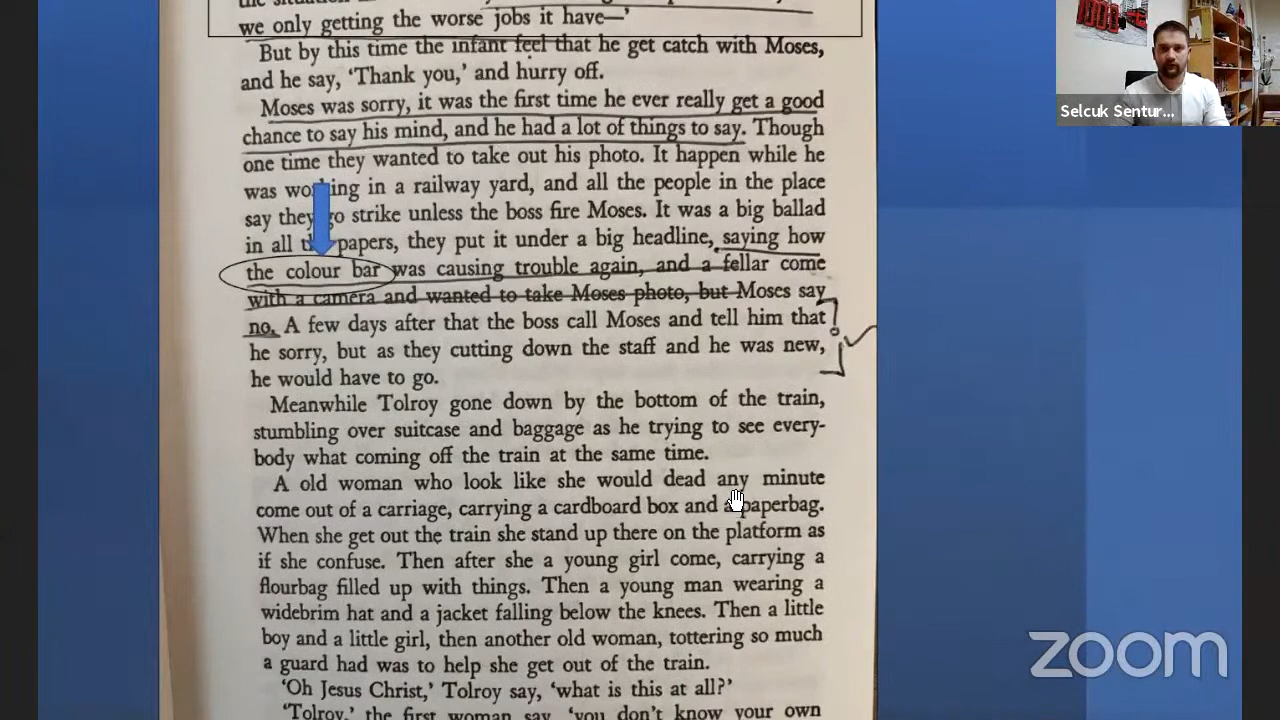 we only getting the worse jobs it have—'
But by this time the infant feel that he get catch with Moses,
and he say, 'Thank you,' and hurry off.
Moses was sorry, it was the first time he ever really get a good
chance to say his mind, and he had a lot of things to say. Though
one time they wanted to take out his photo. It happen while he
was working in a railway yard, and all the people in the place
say they go strike unless the boss fire Moses. It was a big ballad
in all the papers, they put it under a big headline, saying how
the colour bar was causing trouble again, and a fellar come
with a camera and wanted to take Moses photo, but Moses say
no. A few days after that the boss call Moses and tell him that
he sorry, but as they cutting down the staff and he was new,
he would have to go.
Meanwhile Tolroy gone down by the bottom of the train,
stumbling over suitcase and baggage as he trying to see every-
body what coming off the train at the same time.
A old woman who look like she would dead any minute
come out of a carriage, carrying a cardboard box and a paperbag.
When she get out the train she stand up there on the platform as
if she confuse. Then after she a young girl come, carrying a
flourbag filled up with things. Then a young man wearing a
widebrim hat and a jacket falling below the knees. Then a little
boy and a little girl, then another old woman, tottering so much
a guard had was to help she get out of the train.
'Oh Jesus Christ,' Tolroy say, 'what is this at all?'
'Tolroy,' the first woman say, 'you don't know your own
Selcuk Sentur...
zoom